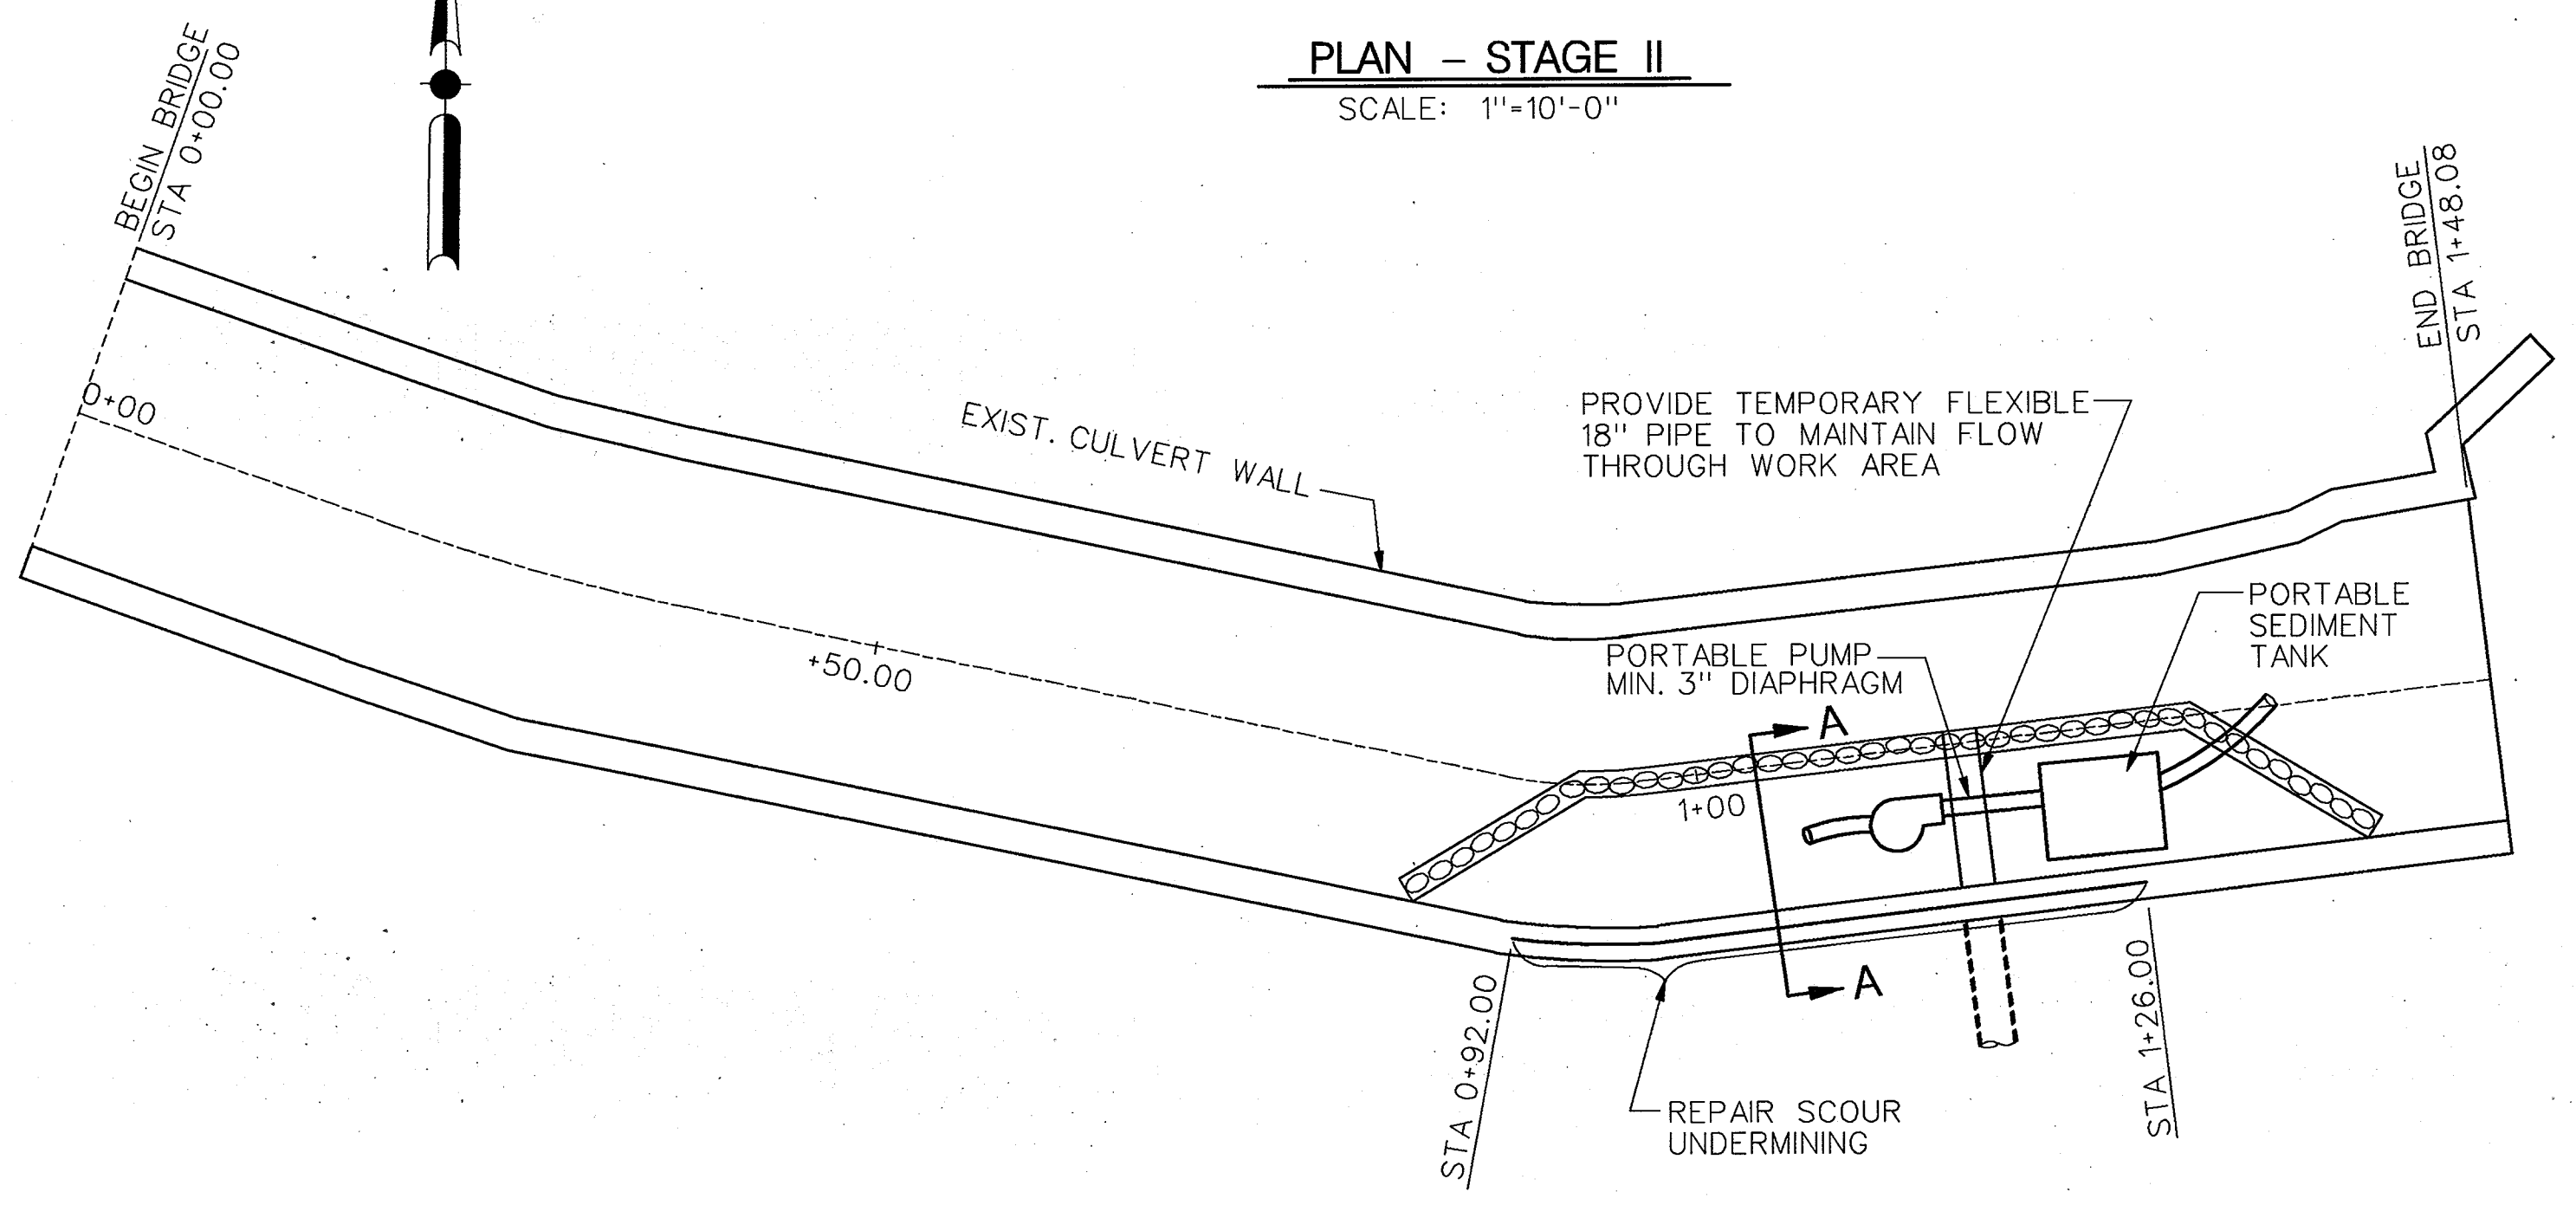 PLAN - STAGE II
SCALE: 1"=10'-0"
BEGIN BRIDGE
STA 0+00.00
END BRIDGE
STA 1+48.08
0+00
EXIST. CULVERT WALL
PROVIDE TEMPORARY FLEXIBLE
18" PIPE TO MAINTAIN FLOW
THROUGH WORK AREA
PORTABLE
SEDIMENT
TANK
+50.00
PORTABLE PUMP
MIN. 3" DIAPHRAGM
A
1+00
A
STA 0+92.00
STA 1+26.00
REPAIR SCOUR
UNDERMINING